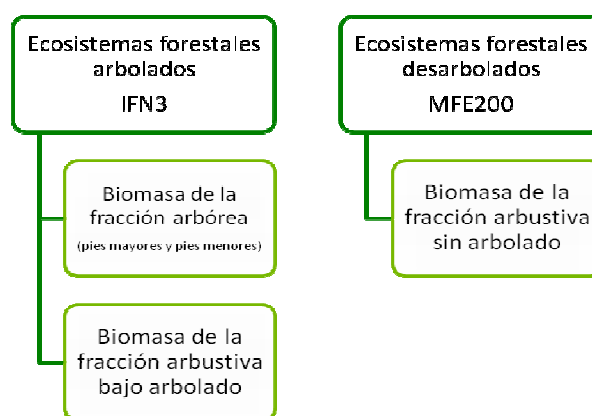 Ecosistemas forestales
arbolados
IFN3
Biomasa de la
fracción arbórea
(pies mayores y pies menores)
Biomasa de la
fracción arbustiva
bajo arbolado
Ecosistemas forestales
desarbolados
MFE200
Biomasa de la
fracción arbustiva
sin arbolado